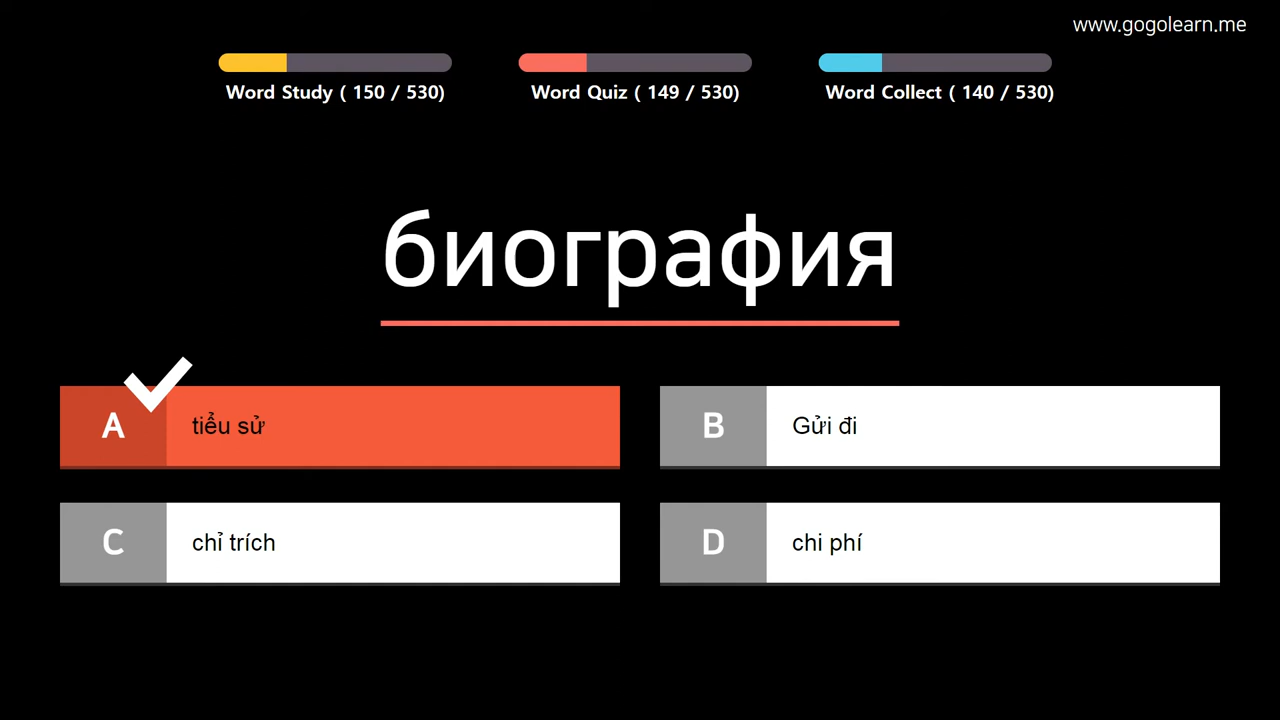 www.gogolearn.me
Word Study ( 150 / 530)
Word Quiz ( 149 / 530)
Word Collect ( 140 / 530)
биография
A
tiểu sử
B
Gửi đi
C
chỉ trích
D
chi phí